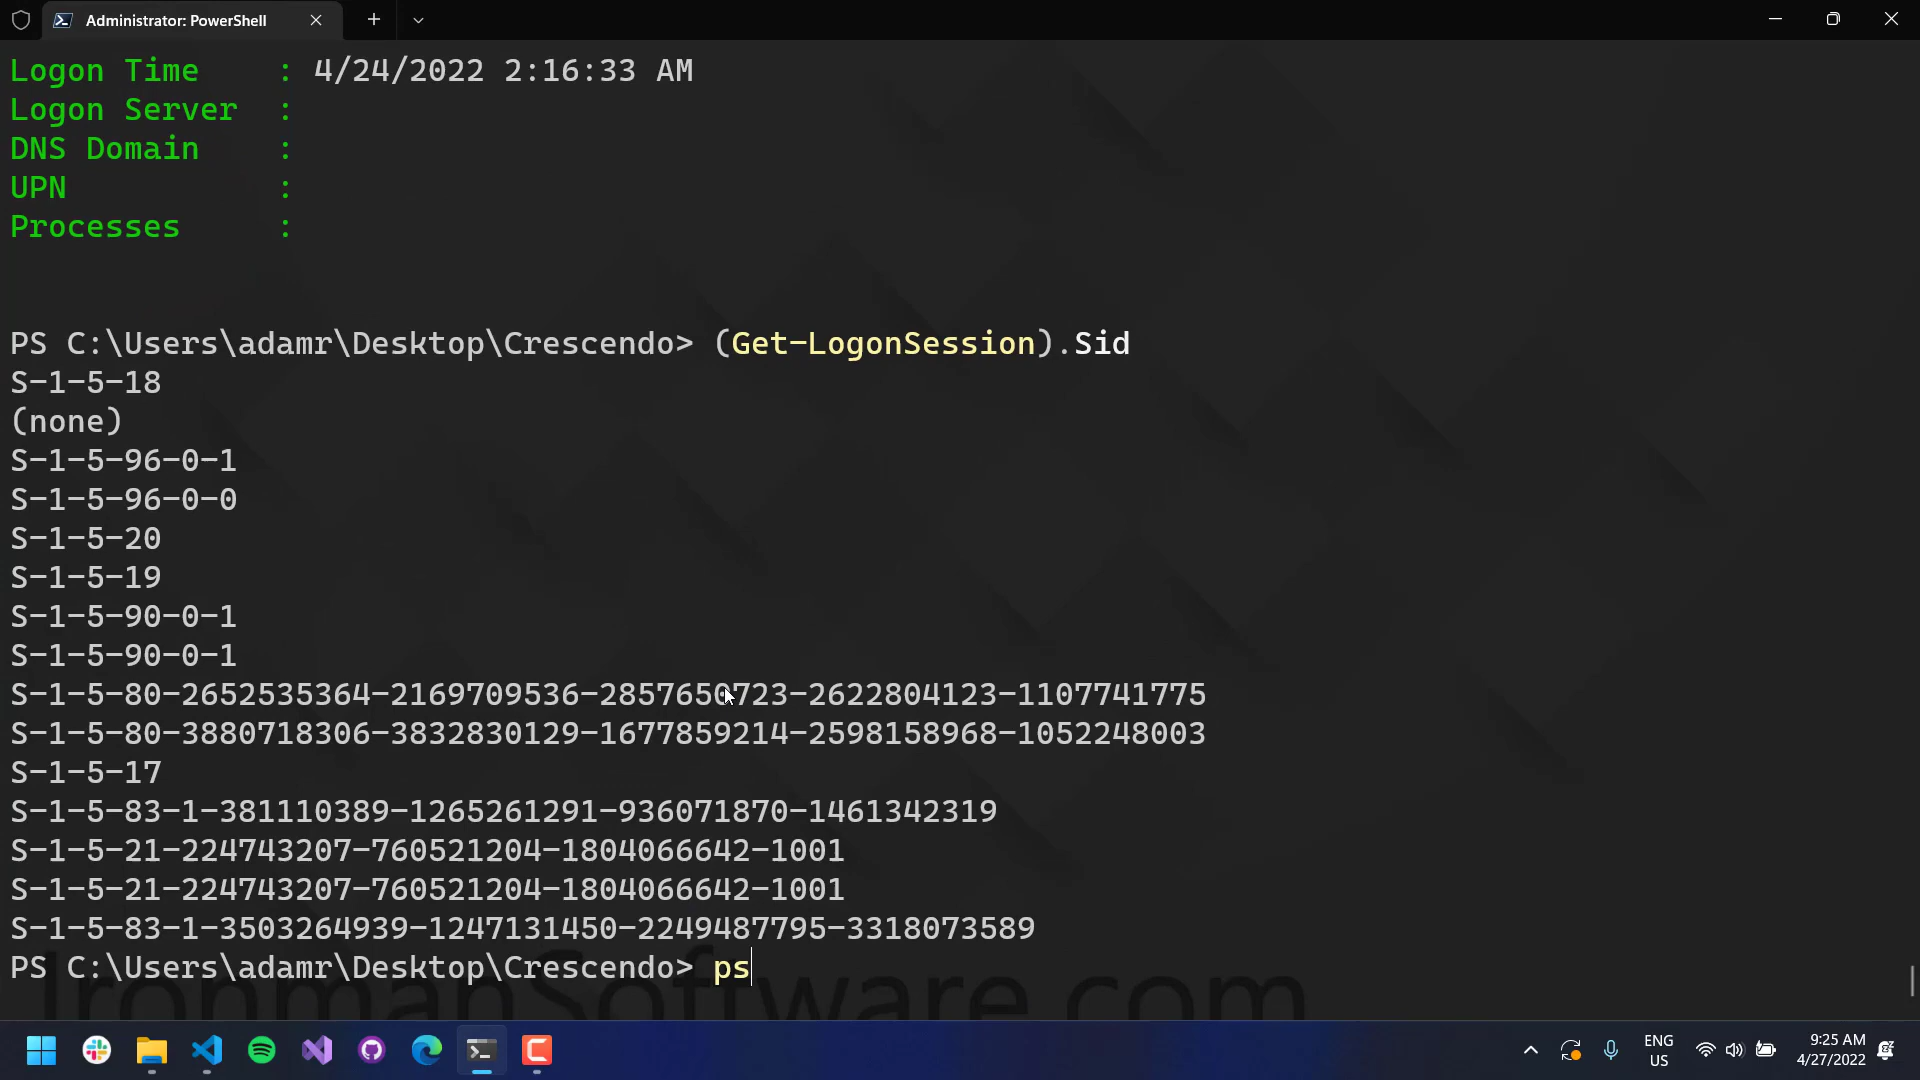 Administrator: PowerShell
Logon Time    : 4/24/2022 2:16:33 AM
Logon Server  :
DNS Domain    :
UPN           :
Processes     :
PS C:\Users\adamr\Desktop\Crescendo> (Get-LogonSession).Sid
S-1-5-18
(none)
S-1-5-96-0-1
S-1-5-96-0-0
S-1-5-20
S-1-5-19
S-1-5-90-0-1
S-1-5-90-0-1
S-1-5-80-2652535364-2169709536-2857650723-2622804123-1107741775
S-1-5-80-3880718306-3832830129-1677859214-2598158968-1052248003
S-1-5-17
S-1-5-83-1-381110389-1265261291-936071870-1461342319
S-1-5-21-224743207-760521204-1804066642-1001
S-1-5-21-224743207-760521204-1804066642-1001
S-1-5-83-1-3503264939-1247131450-2249487795-3318073589
PS C:\Users\adamr\Desktop\Crescendo> ps
IronmanSoftware.com
ENG
US
9:25 AM
4/27/2022